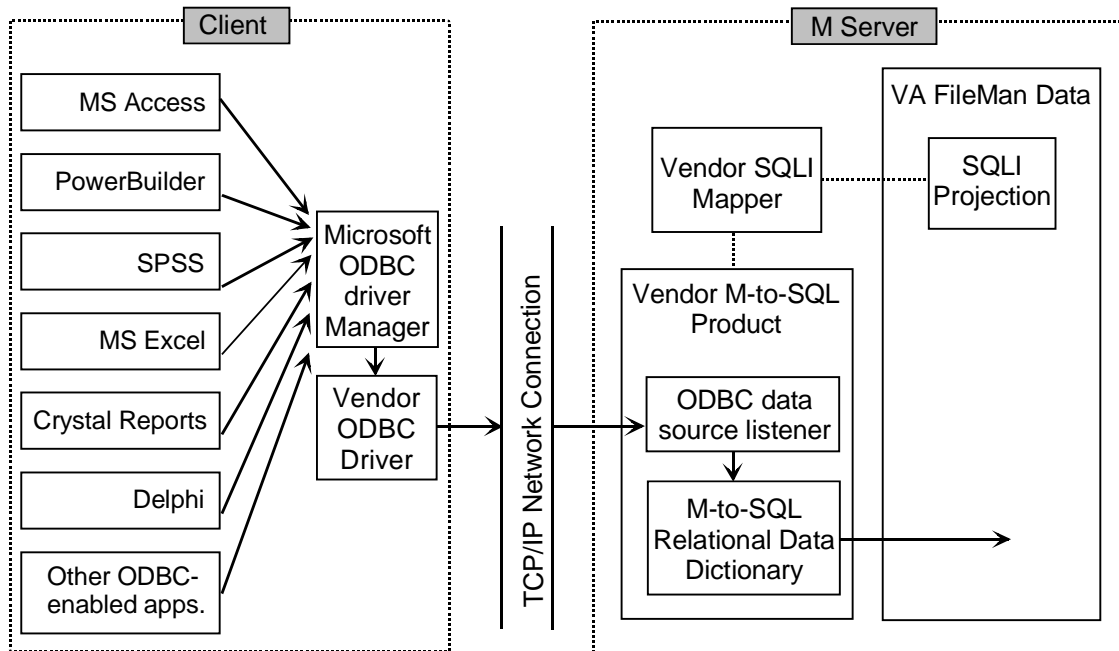 Client
MS Access
PowerBuilder
SPSS
MS Excel
Crystal Reports
Delphi
Other ODBC-
enabled apps.
Microsoft
ODBC
driver
Manager
Vendor
ODBC
Driver
TCP/IP Network Connection
M Server
Vendor SQLI
Mapper
Vendor M-to-SQL
Product
ODBC data
source listener
M-to-SQL
Relational Data
Dictionary
VA FileMan Data
SQLI
Projection